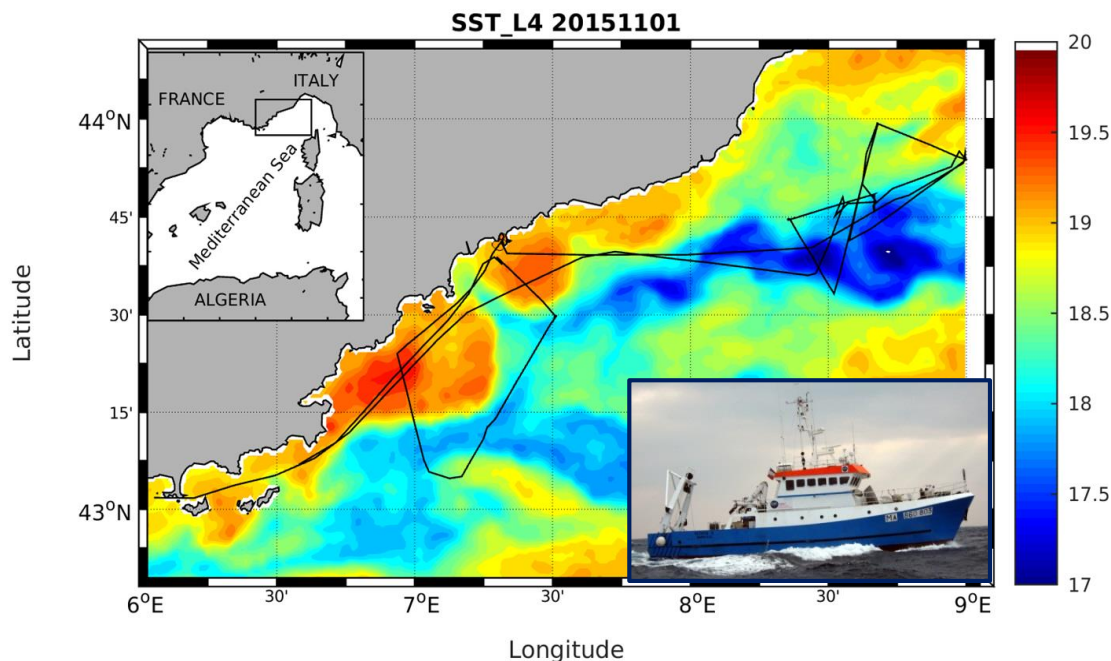 SST_L4 20151101
ITALY
FRANCE
Mediterranean Sea
ALGERIA
Latitude
44°N
45'
30'
15'
43°N
6°E
30'
7°E
30'
8°E
30'
9°E
Longitude
20
19.5
19
18.5
18
17.5
17
MA